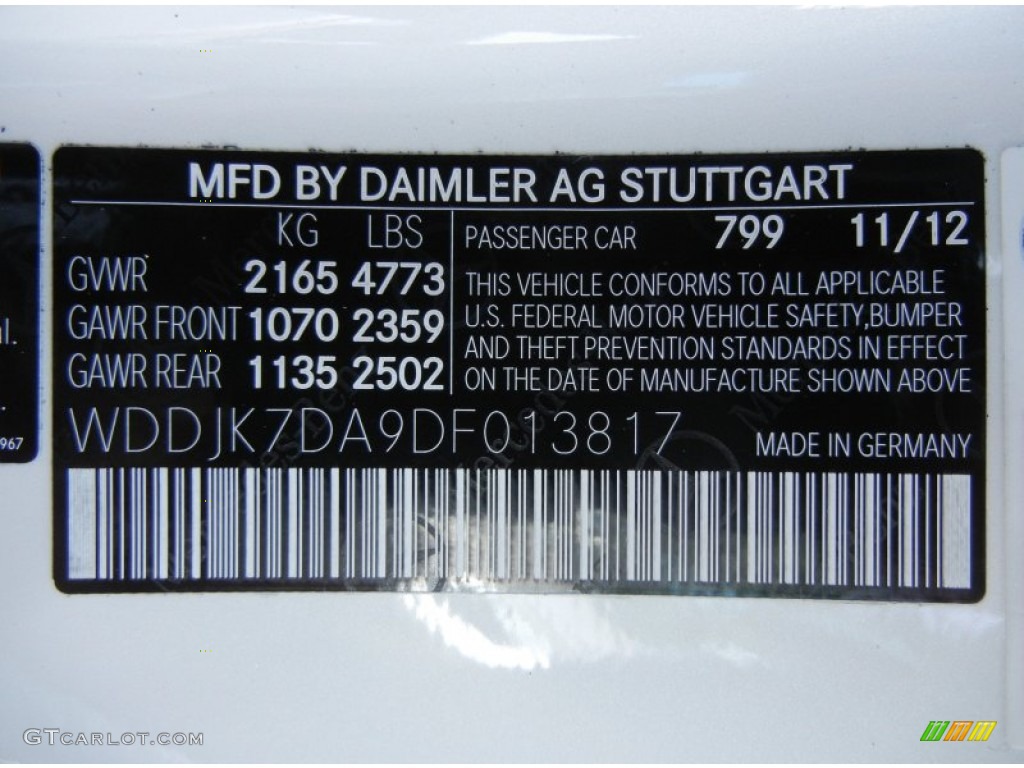 MFD BY DAIMLER AG STUTTGART
KG LBS
GVWR 2165 4773
GAWR FRONT 1070 2359
GAWR REAR 1135 2502
PASSENGER CAR 799 11/12
THIS VEHICLE CONFORMS TO ALL APPLICABLE
U.S. FEDERAL MOTOR VEHICLE SAFETY,BUMPER
AND THEFT PREVENTION STANDARDS IN EFFECT
ON THE DATE OF MANUFACTURE SHOWN ABOVE
WDDJK7DA9DF013817
MADE IN GERMANY
967
GTCARLOT.COM